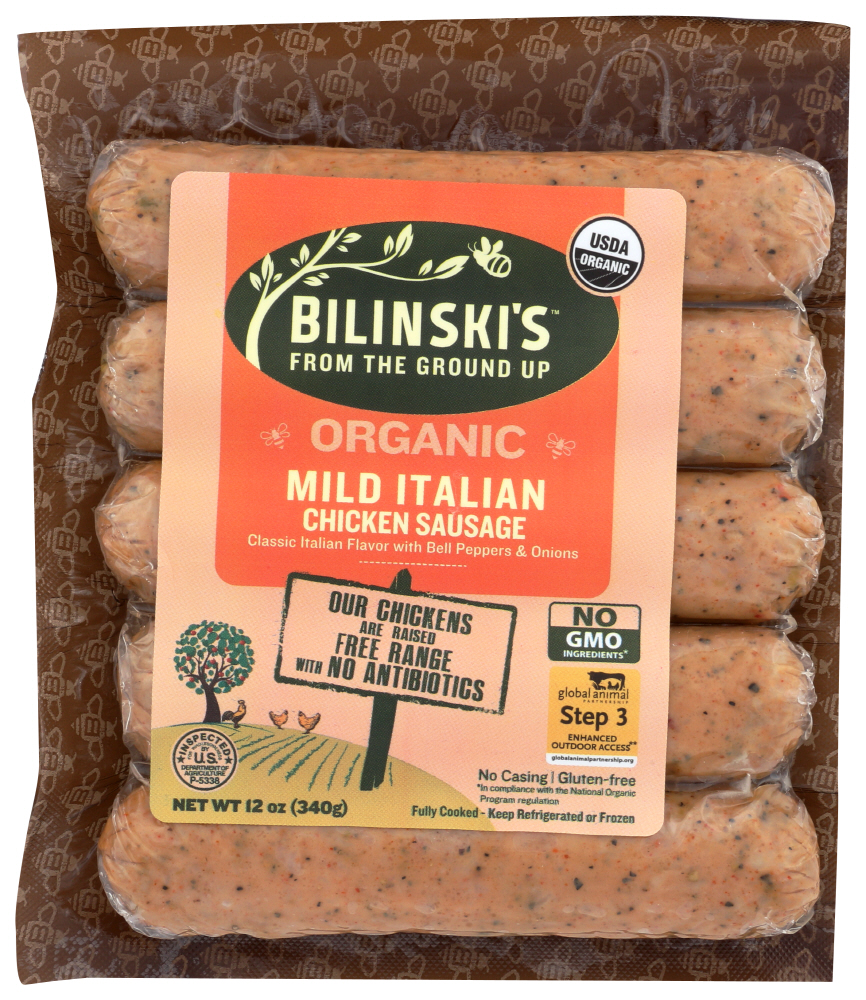 USDA
ORGANIC
BILINSKI'S™
FROM THE GROUND UP
ORGANIC
MILD ITALIAN
CHICKEN SAUSAGE
Classic Italian Flavor with Bell Peppers & Onions
OUR CHICKENS
ARE RAISED
FREE RANGE
WITH NO ANTIBIOTICS
NO
GMO
INGREDIENTS*
global animal
PARTNERSHIP
Step 3
ENHANCED
OUTDOOR ACCESS**
globalanimalpartnership.org
INSPECTED
BY
U.S.
DEPARTMENT OF
AGRICULTURE
P-5338
No Casing | Gluten-free
*In compliance with the National Organic
Program regulation
NET WT 12 oz (340g)
Fully Cooked - Keep Refrigerated or Frozen